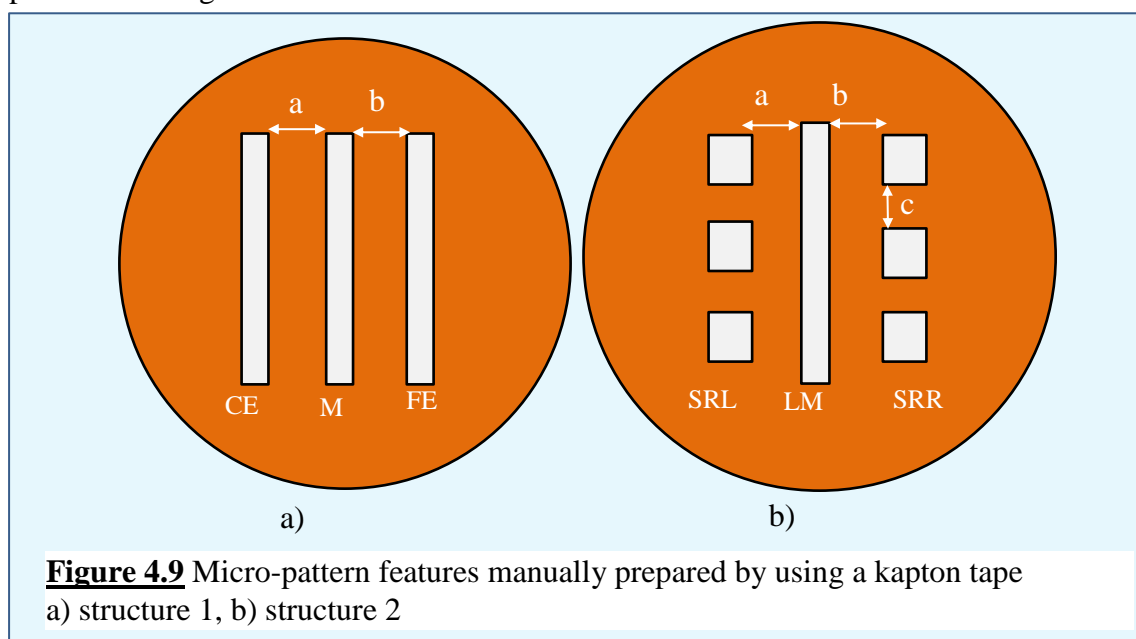 a
b
CE
M
FE
a)
a
b
c
SRL
LM
SRR
b)
Figure 4.9 Micro-pattern features manually prepared by using a kapton tape
a) structure 1, b) structure 2